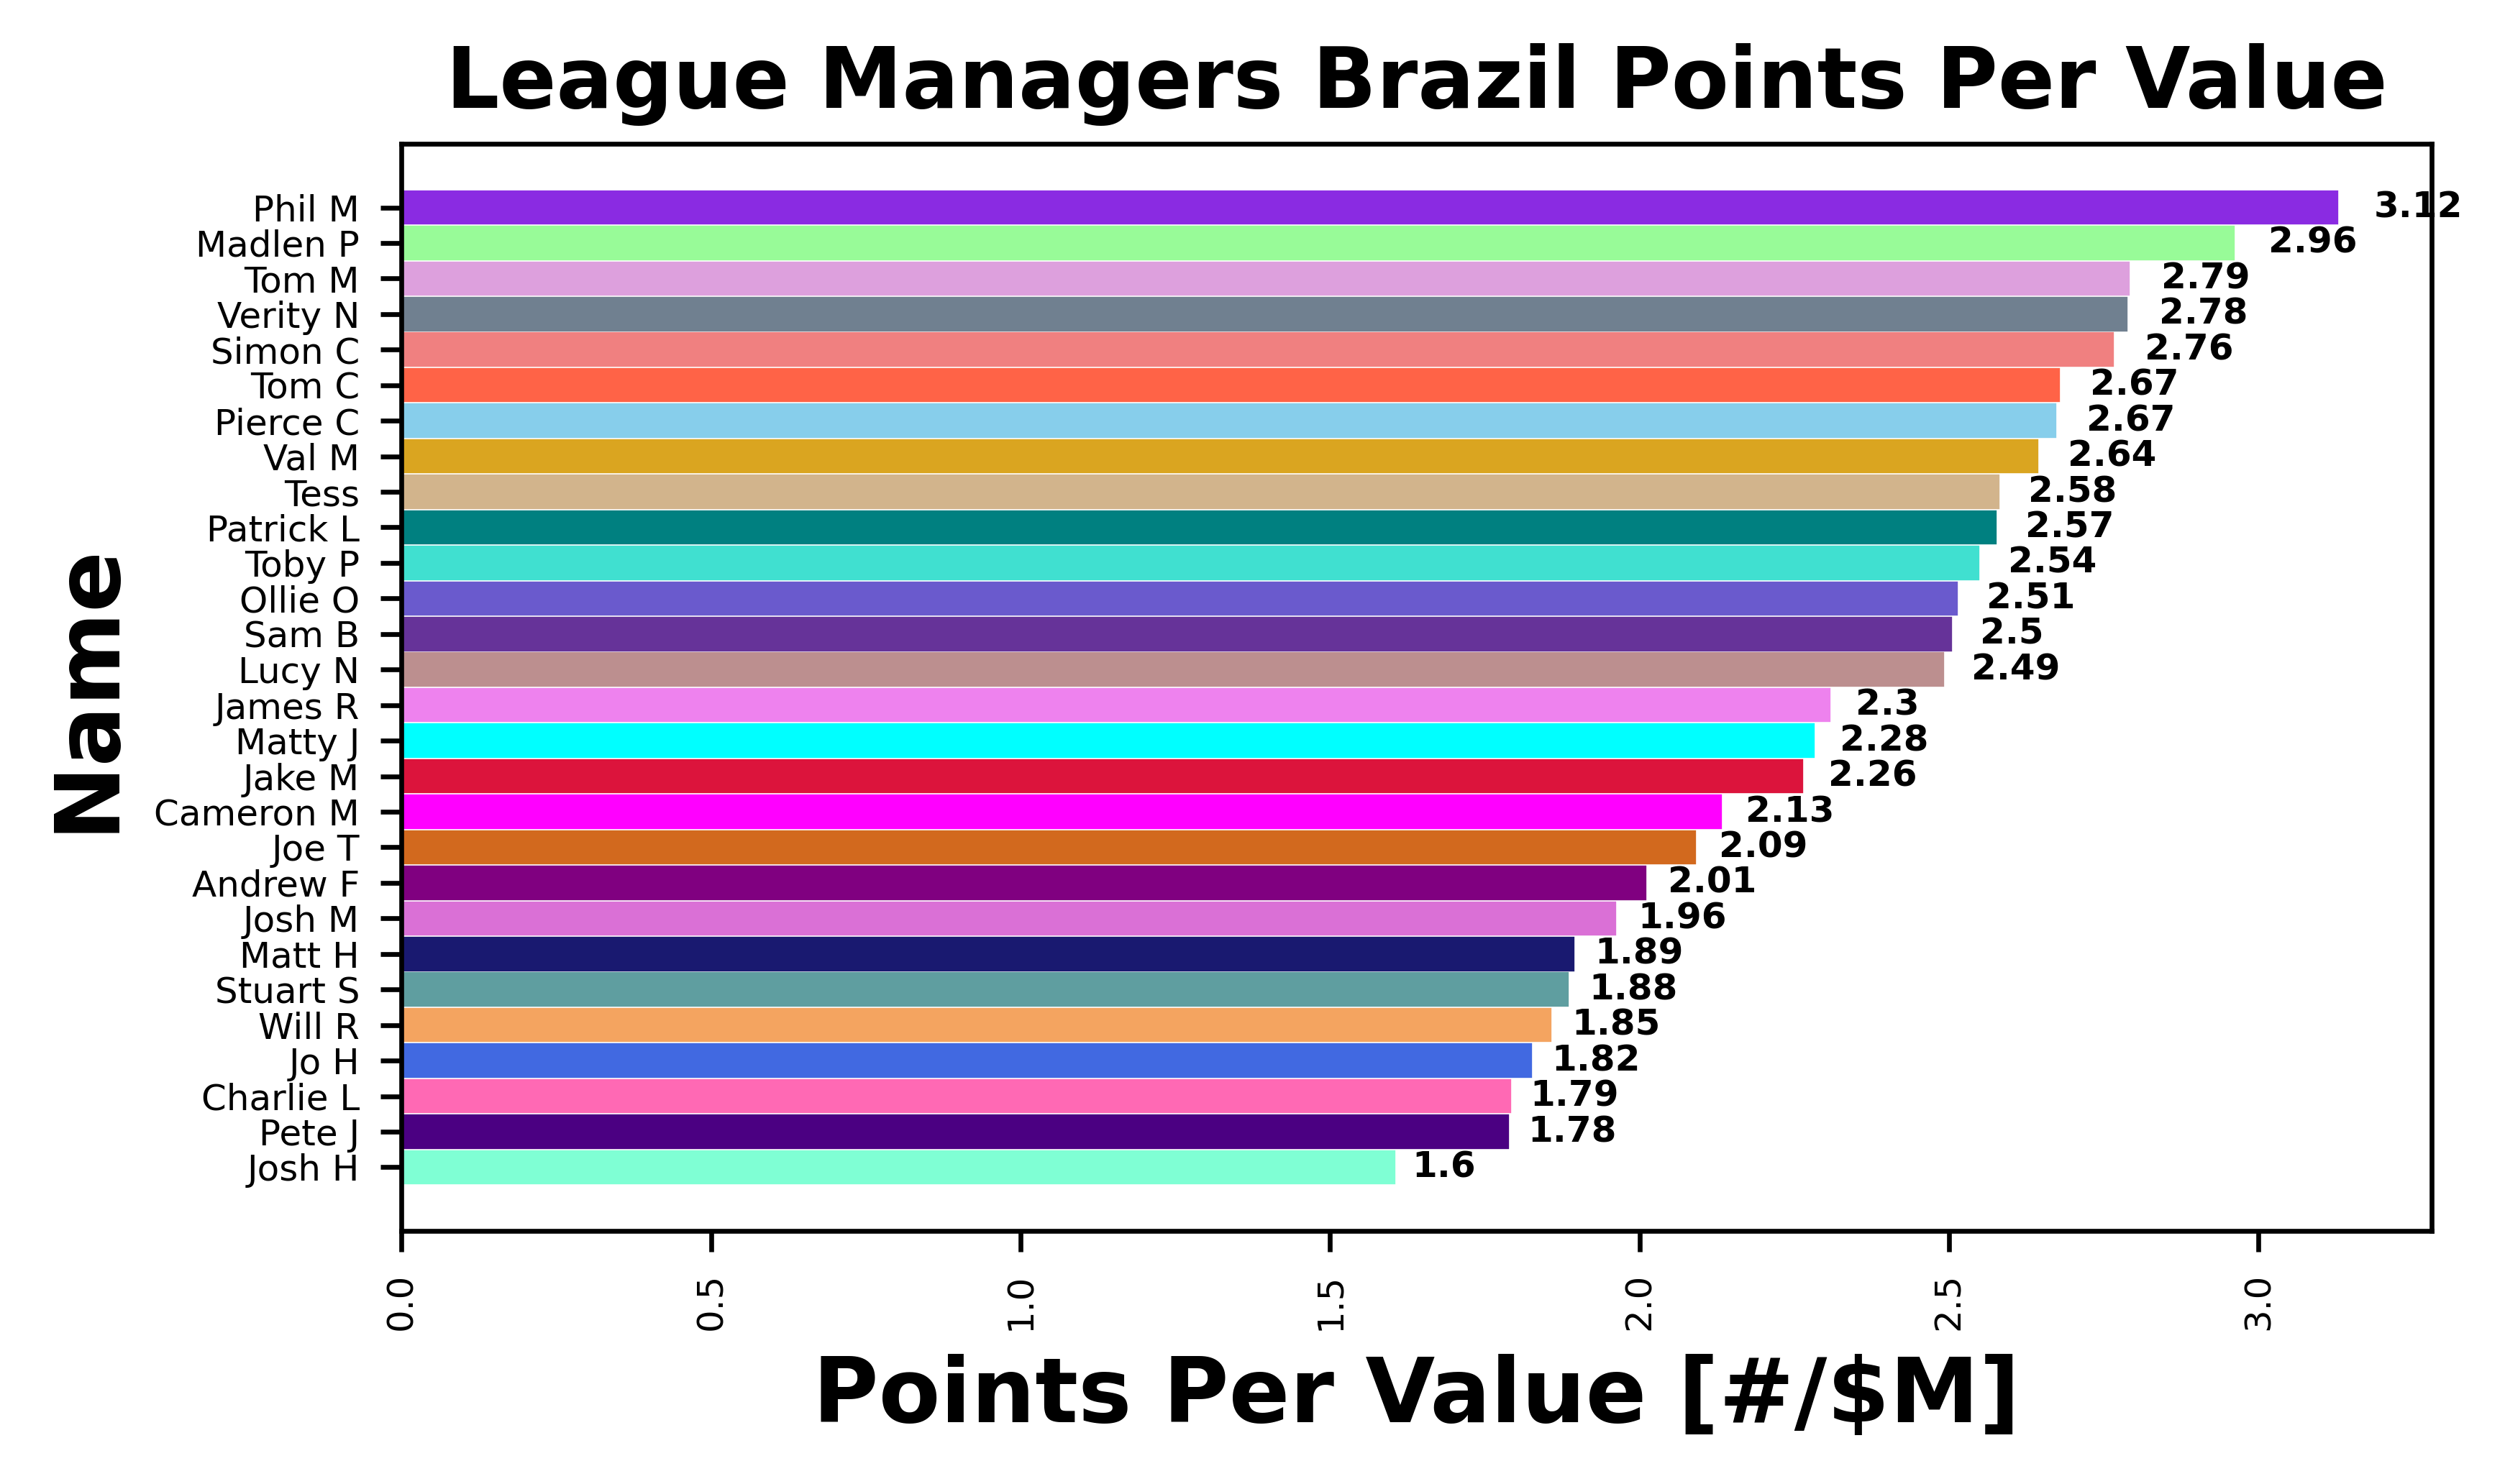 League Managers Brazil Points Per Value
Name
Phil M 3.12
Madlen P 2.96
Tom M 2.79
Verity N 2.78
Simon C 2.76
Tom C 2.67
Pierce C 2.67
Val M 2.64
Tess 2.58
Patrick L 2.57
Toby P 2.54
Ollie O 2.51
Sam B 2.5
Lucy N 2.49
James R 2.3
Matty J 2.28
Jake M 2.26
Cameron M 2.13
Joe T 2.09
Andrew F 2.01
Josh M 1.96
Matt H 1.89
Stuart S 1.88
Will R 1.85
Jo H 1.82
Charlie L 1.79
Pete J 1.78
Josh H 1.6
0.0 0.5 1.0 1.5 2.0 2.5 3.0
Points Per Value [#/$M]